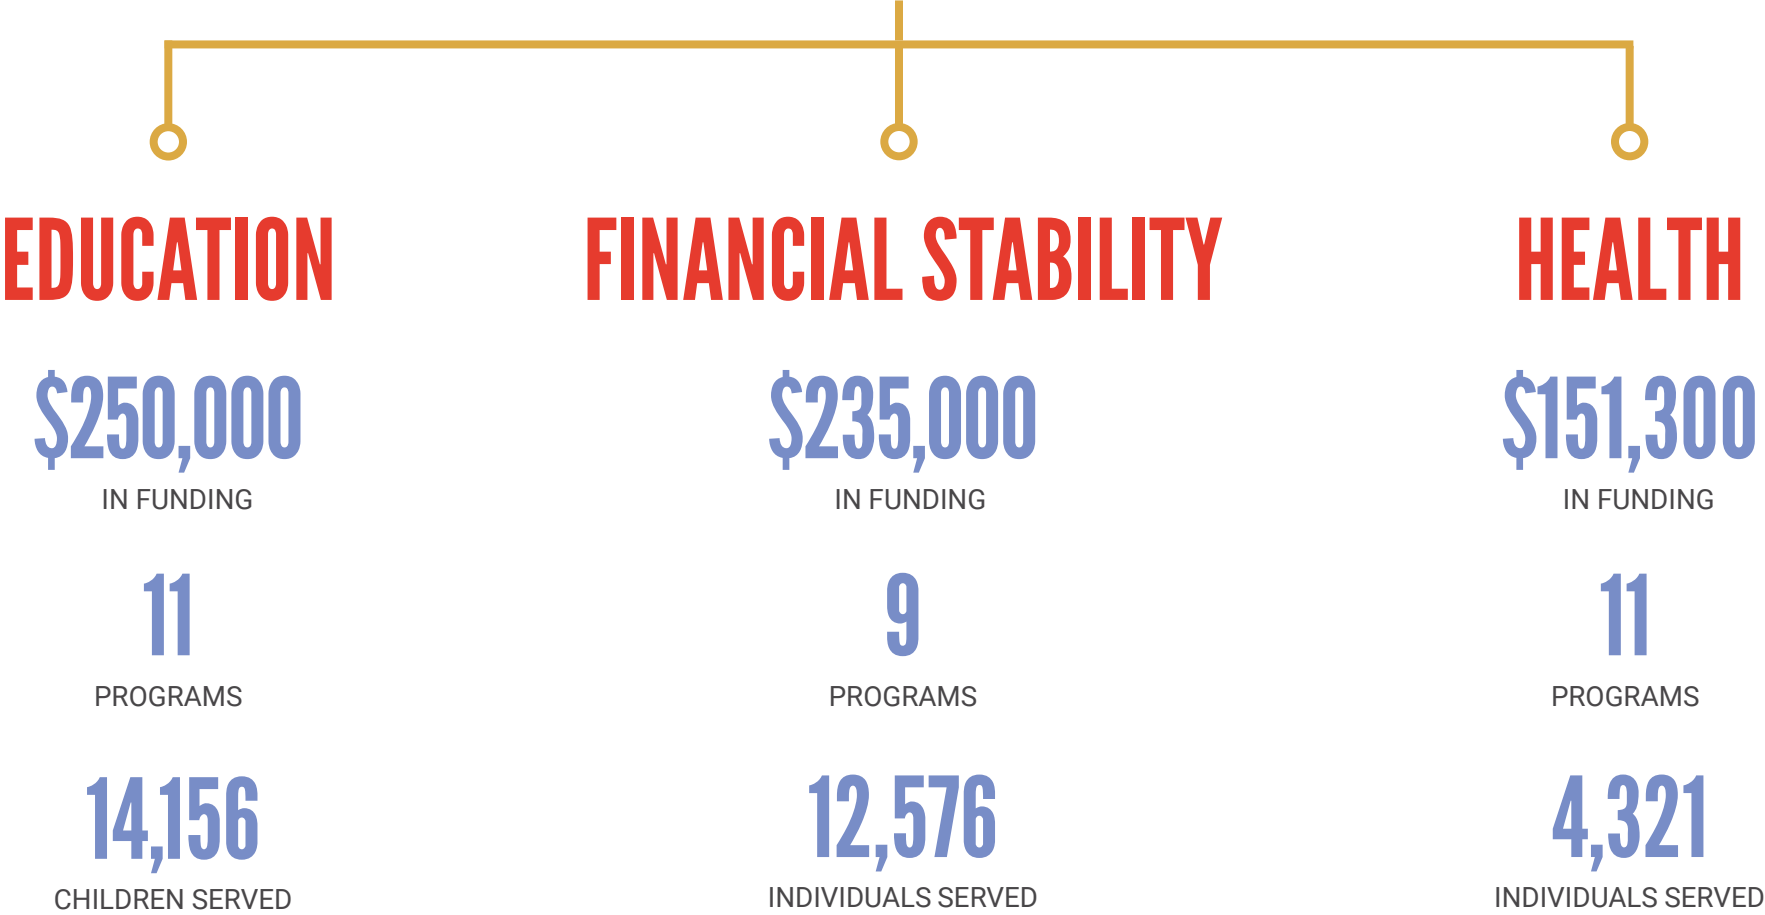 EDUCATION
$250,000
IN FUNDING
11
PROGRAMS
14,156
CHILDREN SERVED
FINANCIAL STABILITY
$235,000
IN FUNDING
9
PROGRAMS
12,576
INDIVIDUALS SERVED
HEALTH
$151,300
IN FUNDING
11
PROGRAMS
4,321
INDIVIDUALS SERVED